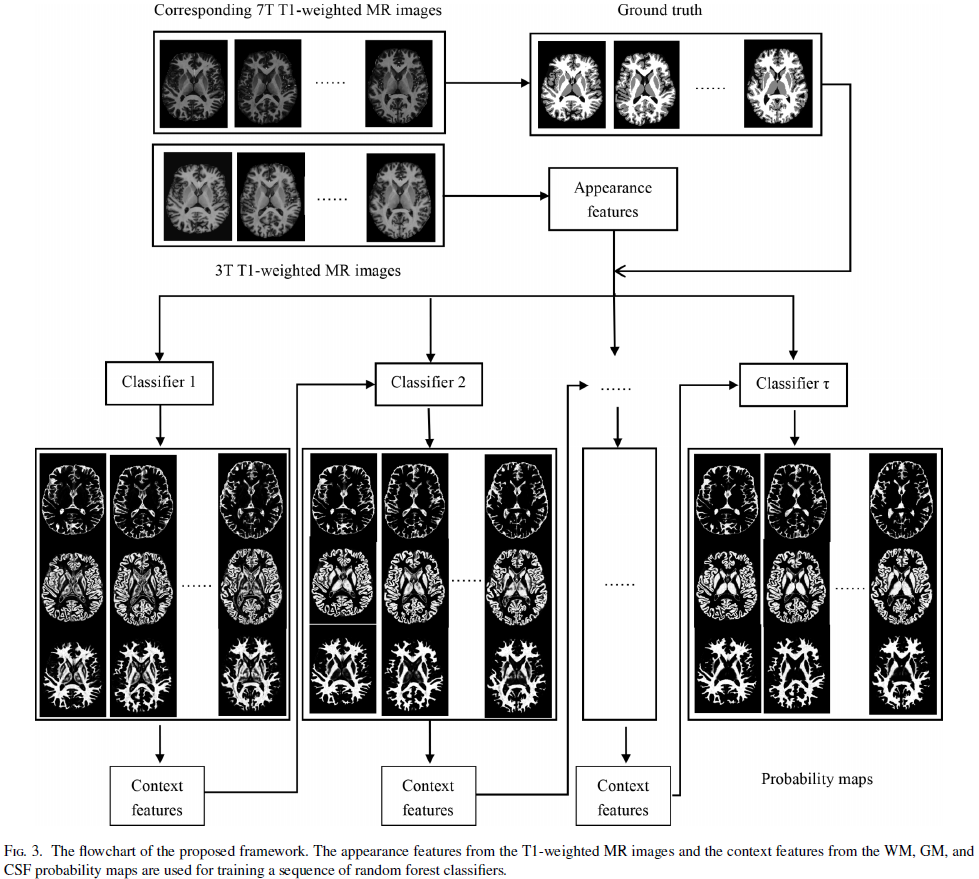 Corresponding 7T T1-weighted MR images
Ground truth
......
......
Appearance
features
......
3T T1-weighted MR images
Classifier 1
Classifier 2
......
Classifier τ
......
......
......
......
Context
features
Context
features
Context
features
Probability maps
FIG. 3. The flowchart of the proposed framework. The appearance features from the T1-weighted MR images and the context features from the WM, GM, and
CSF probability maps are used for training a sequence of random forest classifiers.